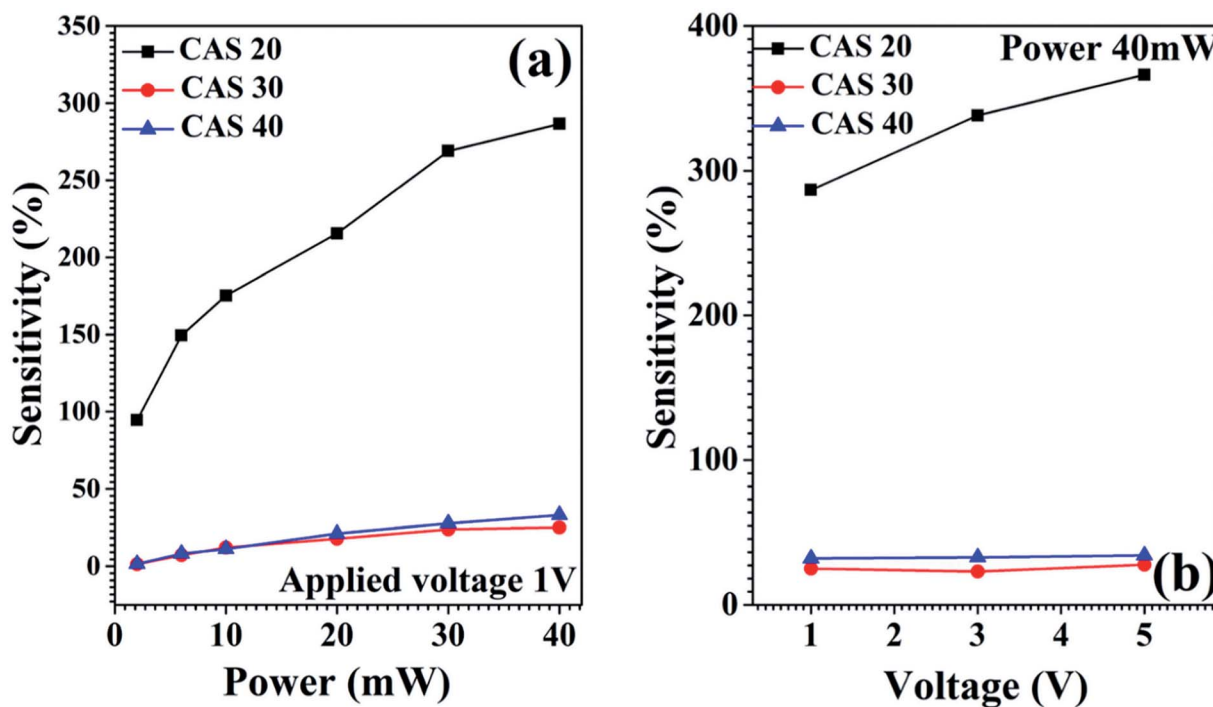 350
300
250
200
150
100
50
0
Sensitivity (%)
CAS 20
CAS 30
CAS 40
(a)
Applied voltage 1V
0 10 20 30 40
Power (mW)
400
300
200
100
0
Sensitivity (%)
Power 40mW
CAS 20
CAS 30
CAS 40
(b)
1 2 3 4 5
Voltage (V)